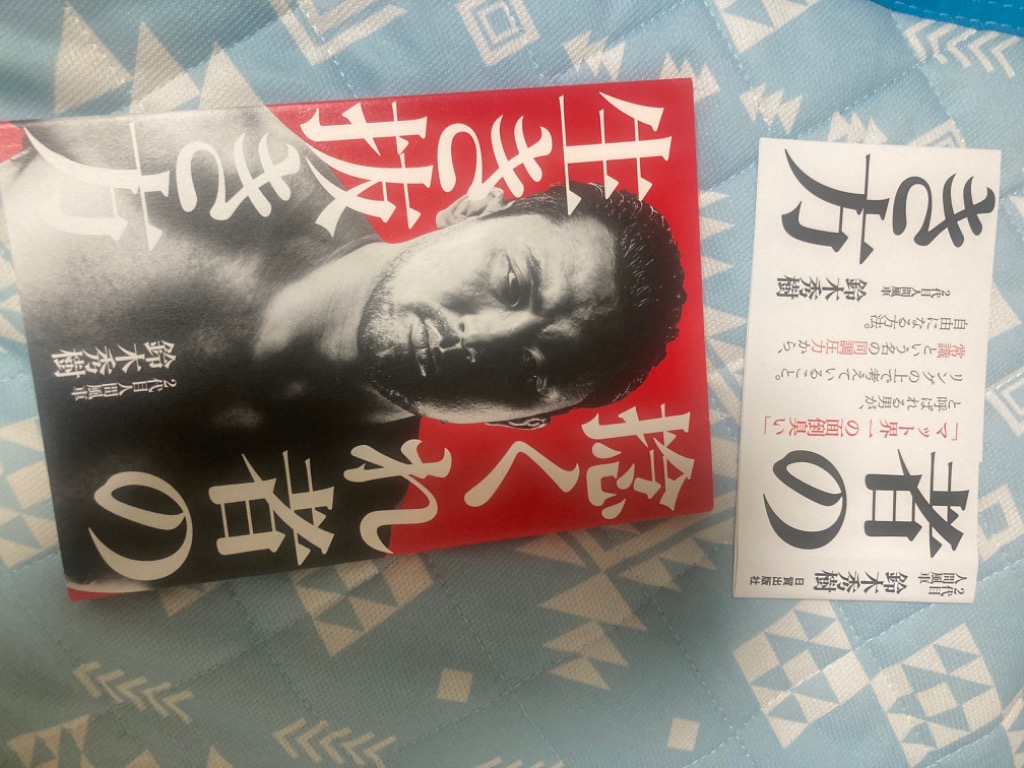 捻くれ者の
生き抜き方
2代目人間風車
鈴木秀樹
2代目
人間風車
鈴木秀樹
日貿出版社
者の
「マット界一の面倒臭い」
と呼ばれる男が、
リングの上で考えていること。
常識という名の同調圧力から、
自由になる方法。
2代目人間風車
鈴木秀樹
き方